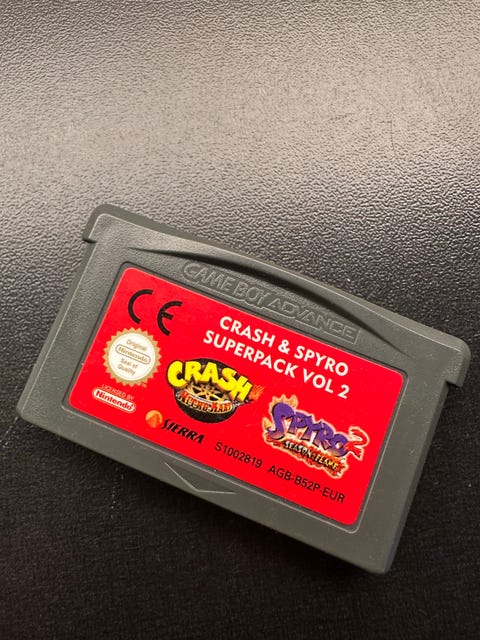 GAME BOY ADVANCE
CE
CRASH & SPYRO
SUPERPACK VOL 2
Original
Nintendo
Seal of
Quality
LICENSED BY
Nintendo
CRASH
NITRO KART
SPYRO 2
SEASON OF FLAME
SIERRA
S1002819 AGB-B52P-EUR